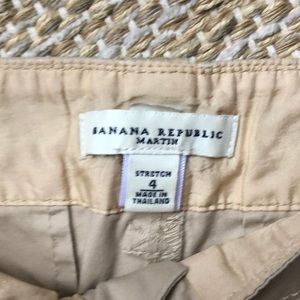 BANANA REPUBLIC
MARTIN
STRETCH
4
MADE IN
THAILAND